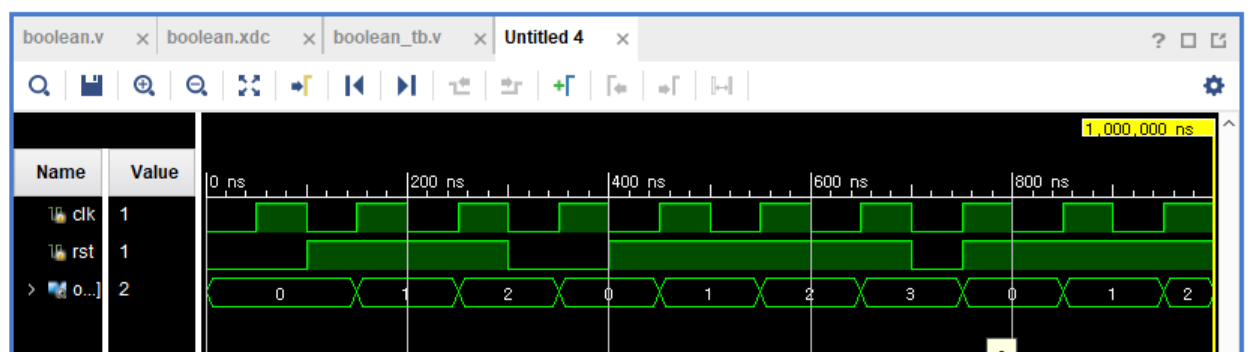 boolean.v × boolean.xdc × boolean_tb.v × Untitled 4 × ?
1,000,000 ns
Name Value
0 ns 200 ns 400 ns 600 ns 800 ns
clk 1
rst 1
> o...] 2 0 1 2 0 1 2 3 0 1 2